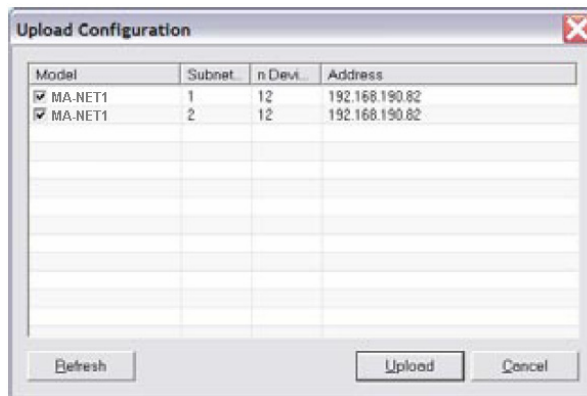 Upload Configuration
Model Subnet... n Devi... Address
MA-NET1 1 12 192.168.190.82
MA-NET1 2 12 192.168.190.82
Refresh Upload Cancel